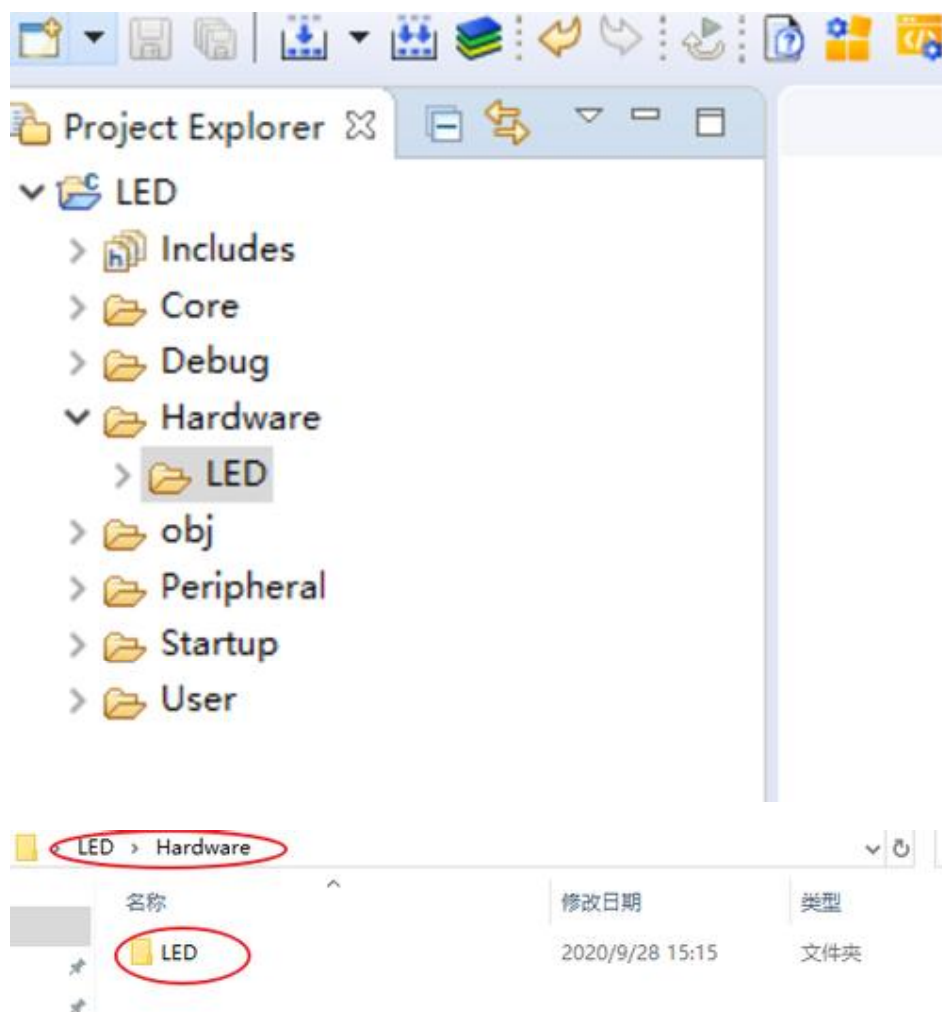 Project Explorer
LED
Includes
Core
Debug
Hardware
LED
obj
Peripheral
Startup
User
LED › Hardware
名称 修改日期 类型
LED 2020/9/28 15:15 文件夹